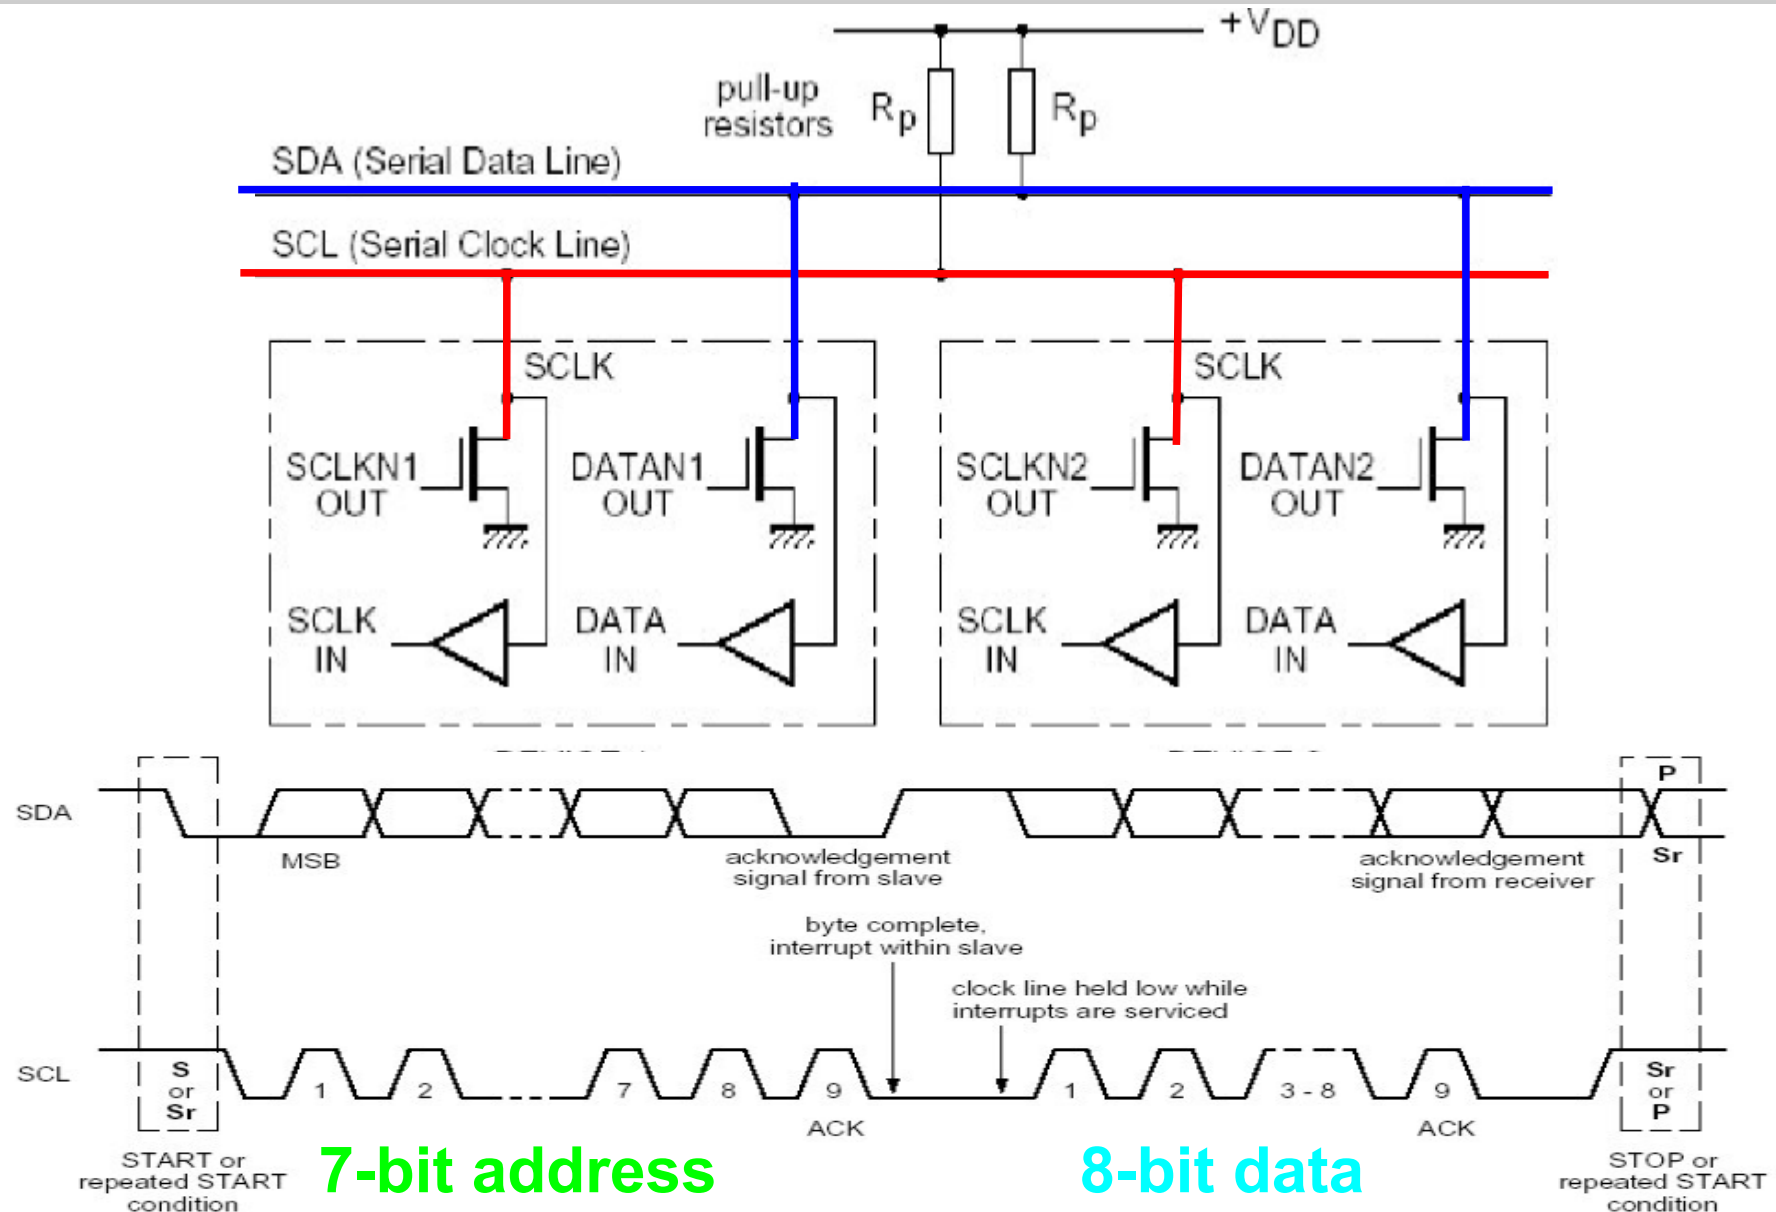 +VDD
pull-up
resistors
Rp
Rp
SDA (Serial Data Line)
SCL (Serial Clock Line)
SCLK
SCLK
SCLKN1
OUT
DATAN1
OUT
SCLKN2
OUT
DATAN2
OUT
SCLK
IN
DATA
IN
SCLK
IN
DATA
IN
SDA
MSB
acknowledgement
signal from slave
acknowledgement
signal from receiver
P
Sr
byte complete,
interrupt within slave
clock line held low while
interrupts are serviced
SCL
S
or
Sr
1
2
7
8
9
1
2
3 - 8
9
Sr
or
P
ACK
ACK
START or
repeated START
condition
7-bit address
8-bit data
STOP or
repeated START
condition